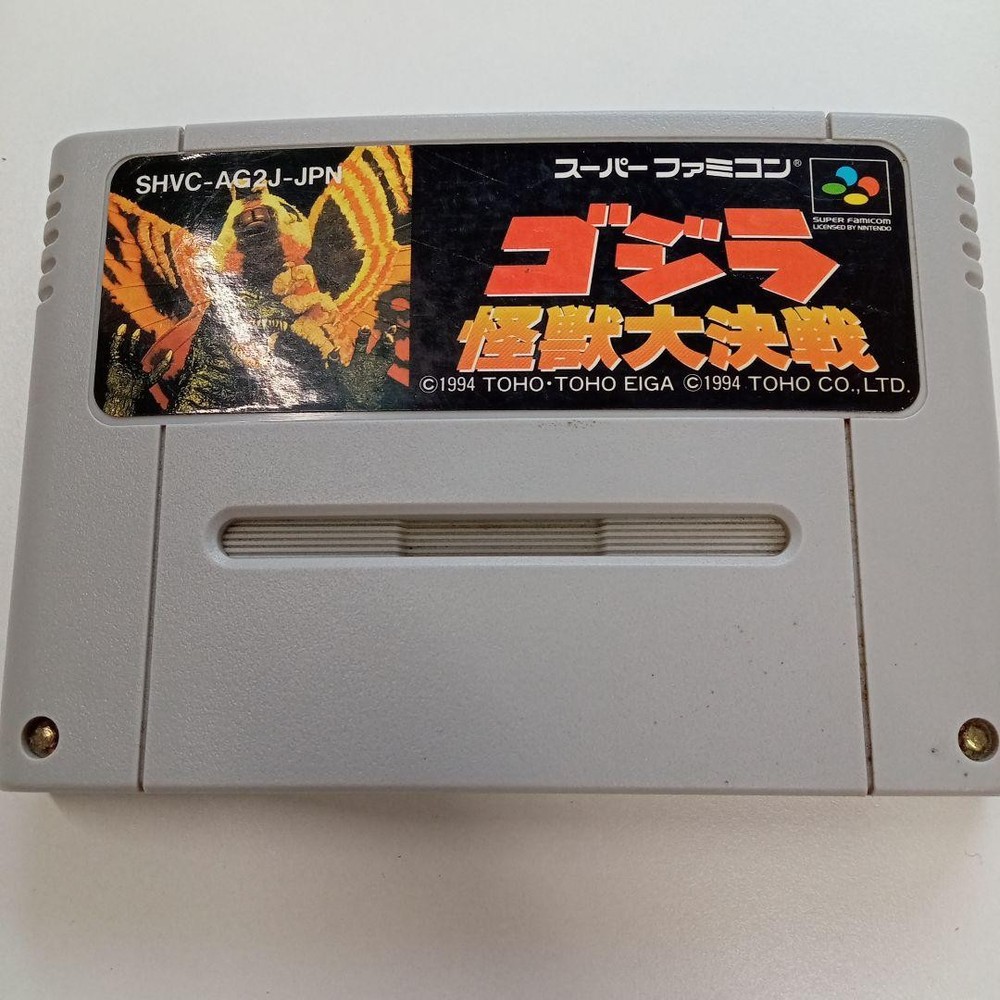 SHVC-AG2J-JPN
スーパーファミコン®
SUPER FAMICOM
LICENSED BY NINTENDO
ゴジラ
怪獣大決戦
©1994 TOHO・TOHO EIGA ©1994 TOHO CO., LTD.